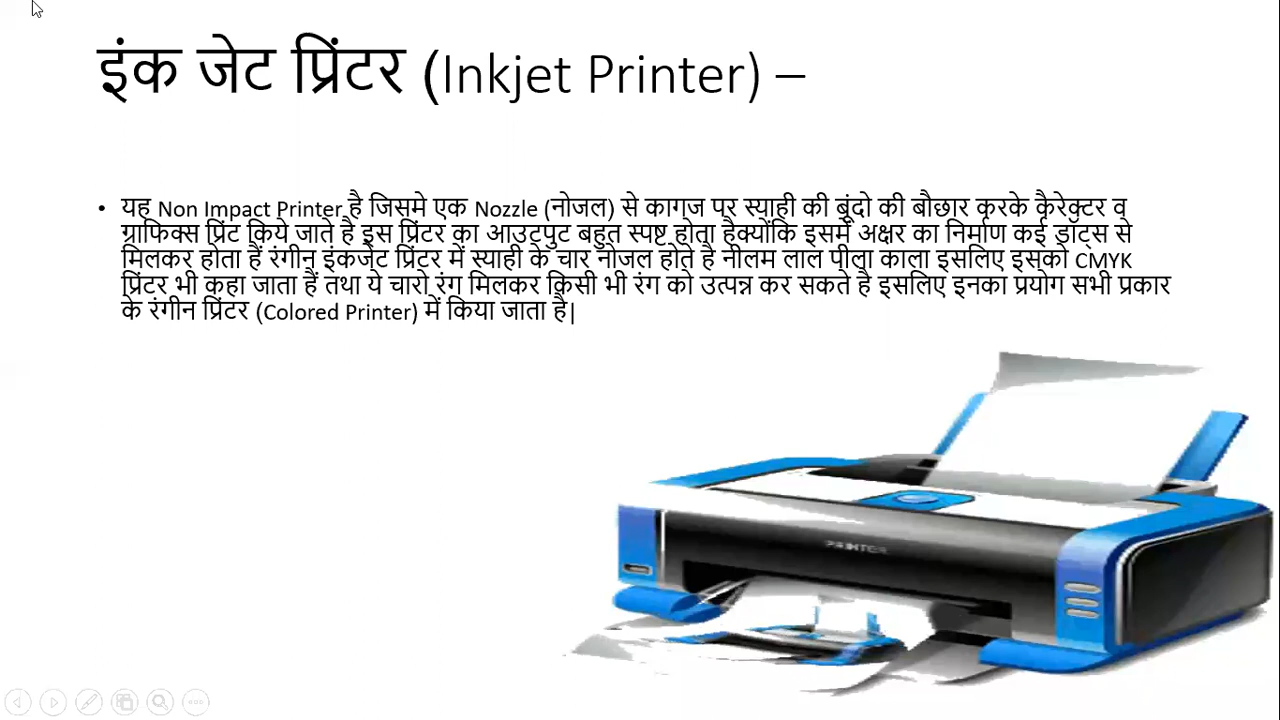 इंक जेट प्रिंटर (Inkjet Printer) –
• यह Non Impact Printer है जिसमे एक Nozzle (नोजल) से कागज पर स्याही की बूंदो की बौछार करके कैरेक्टर व
ग्राफिक्स प्रिंट किये जाते है इस प्रिंटर का आउटपुट बहुत स्पष्ट होता हैक्योंकि इसमें अक्षर का निर्माण कई डॉट्स से
मिलकर होता हैं रंगीन इंकजेट प्रिंटर में स्याही के चार नोजल होते है नीलम लाल पीला काला इसलिए इसको CMYK
प्रिंटर भी कहा जाता हैं तथा ये चारो रंग मिलकर किसी भी रंग को उत्पन्न कर सकते है इसलिए इनका प्रयोग सभी प्रकार
के रंगीन प्रिंटर (Colored Printer) में किया जाता है|
PRINTER